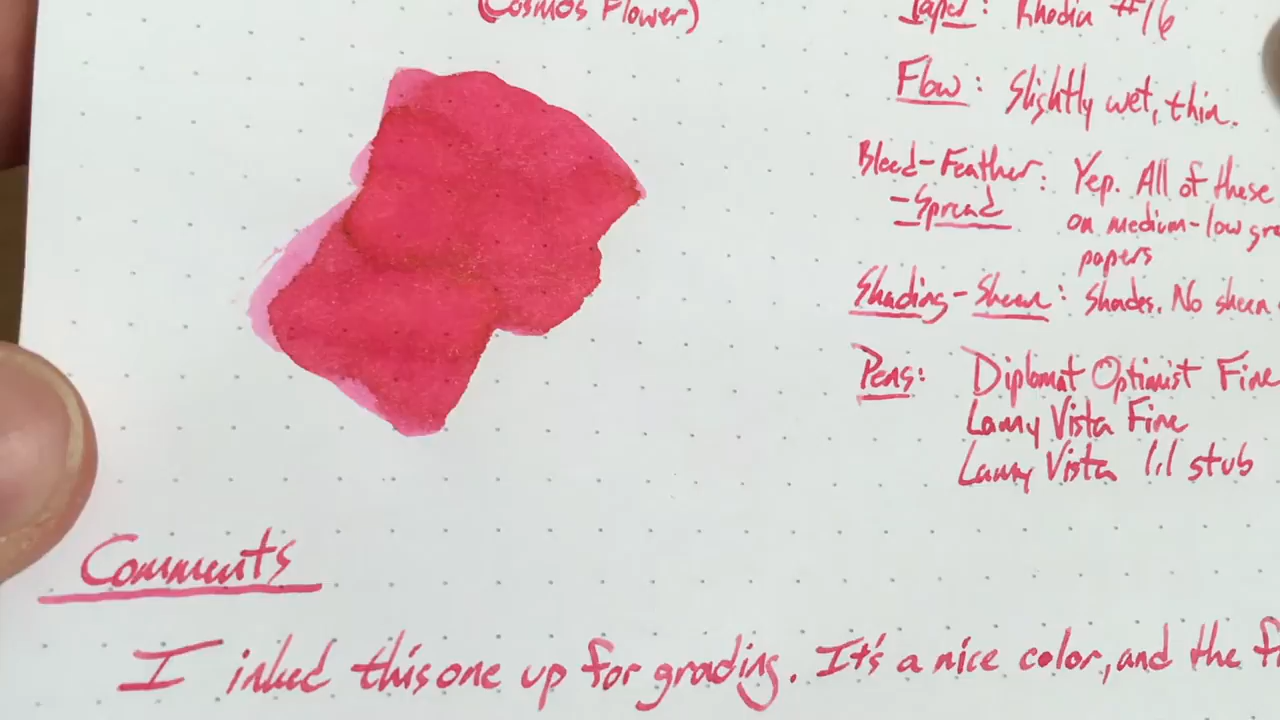 (Cosmos Flower)
Paper: Rhodia #16
Flow: Slightly wet, thin.
Bleed-Feather: Yep. All of these
-Spread on medium-low gra
papers
Shading-Sheen: Shades. No sheen
Pens: Diplomat Optimist Fine
Lamy Vista Fine
Lamy Vista 1.1 stub
Comments
I inked this one up for grading. It's a nice color, and the f